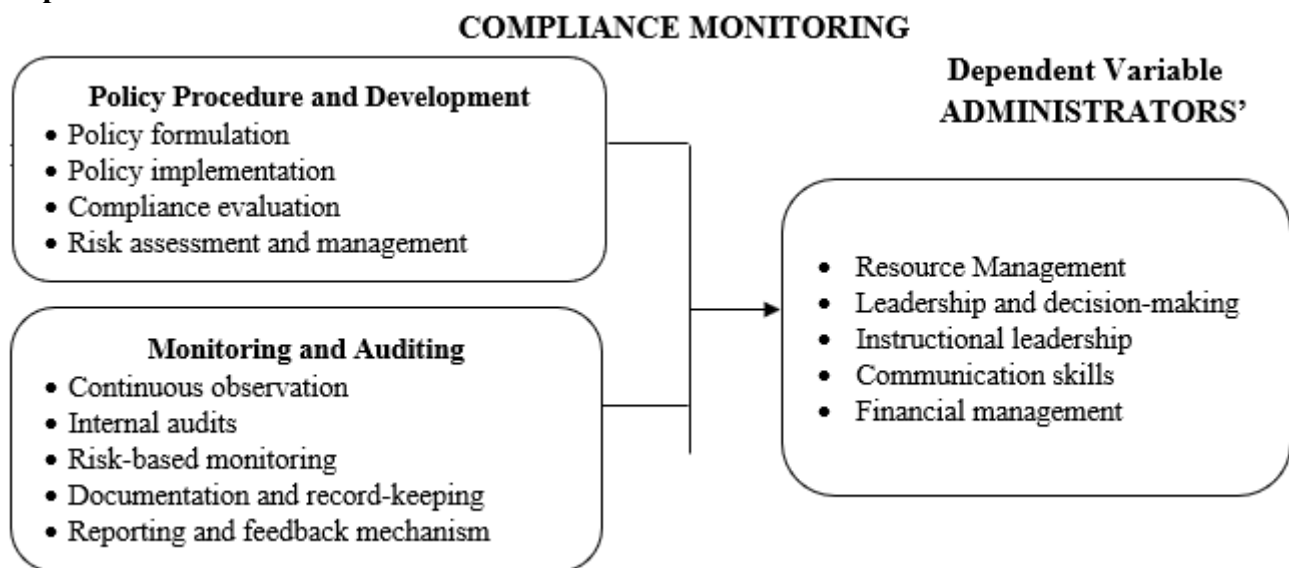 COMPLIANCE MONITORING
Policy Procedure and Development
• Policy formulation
• Policy implementation
• Compliance evaluation
• Risk assessment and management
Monitoring and Auditing
• Continuous observation
• Internal audits
• Risk-based monitoring
• Documentation and record-keeping
• Reporting and feedback mechanism
Dependent Variable
ADMINISTRATORS’
• Resource Management
• Leadership and decision-making
• Instructional leadership
• Communication skills
• Financial management